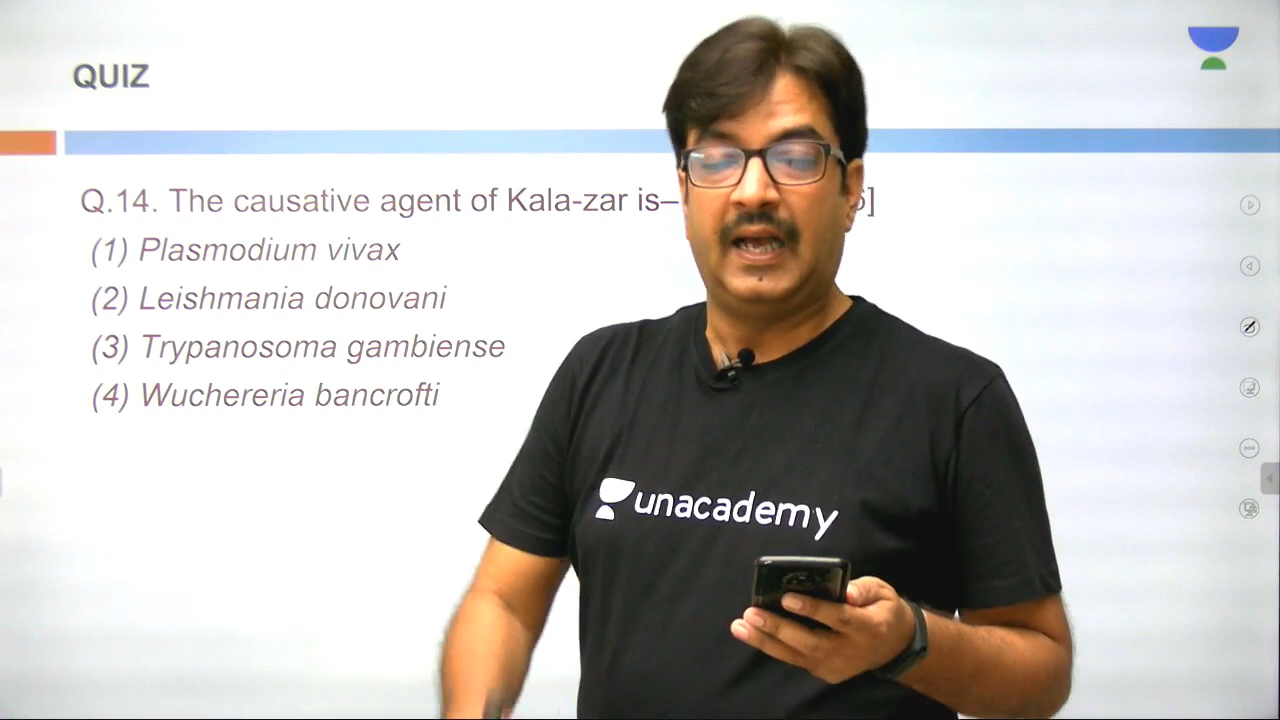 QUIZ
Q.14. The causative agent of Kala-zar is–
(1) Plasmodium vivax
(2) Leishmania donovani
(3) Trypanosoma gambiense
(4) Wuchereria bancrofti
unacademy